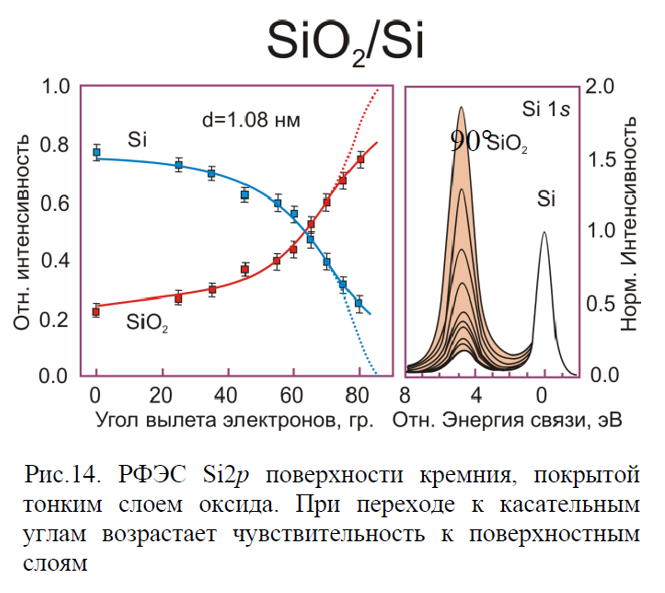 SiO₂/Si
Отн. интенсивность
1.0
0.8
0.6
0.4
0.2
0.0
Si
d=1.08 нм
SiO₂
0
20
40
60
80
Угол вылета электронов, гр.
Si 1s
90°
SiO₂
Si
8
4
0
Отн. Энергия связи, эВ
2.0
1.5
1.0
0.5
0.0
Норм. Интенсивность
Рис.14. РФЭС Si2p поверхности кремния, покрытой
тонким слоем оксида. При переходе к касательным
углам возрастает чувствительность к поверхностным
слоям